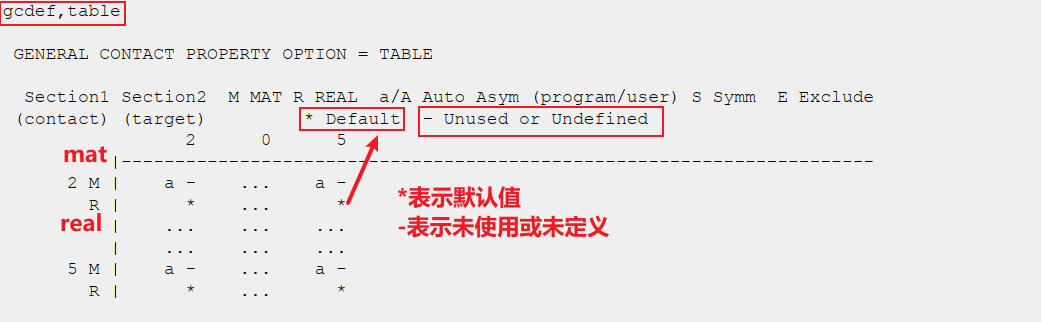 gcdef,table
GENERAL CONTACT PROPERTY OPTION = TABLE
Section1 Section2 M MAT R REAL a/A Auto Asym (program/user) S Symm E Exclude
(contact) (target) * Default - Unused or Undefined
2 0 5
mat |-----------------------------------------------------------------------
2 M | a - ... a -
R | * ... *
real | ... ... ...
| ... ... ...
5 M | a - ... a -
R | * ... *
*表示默认值
-表示未使用或未定义